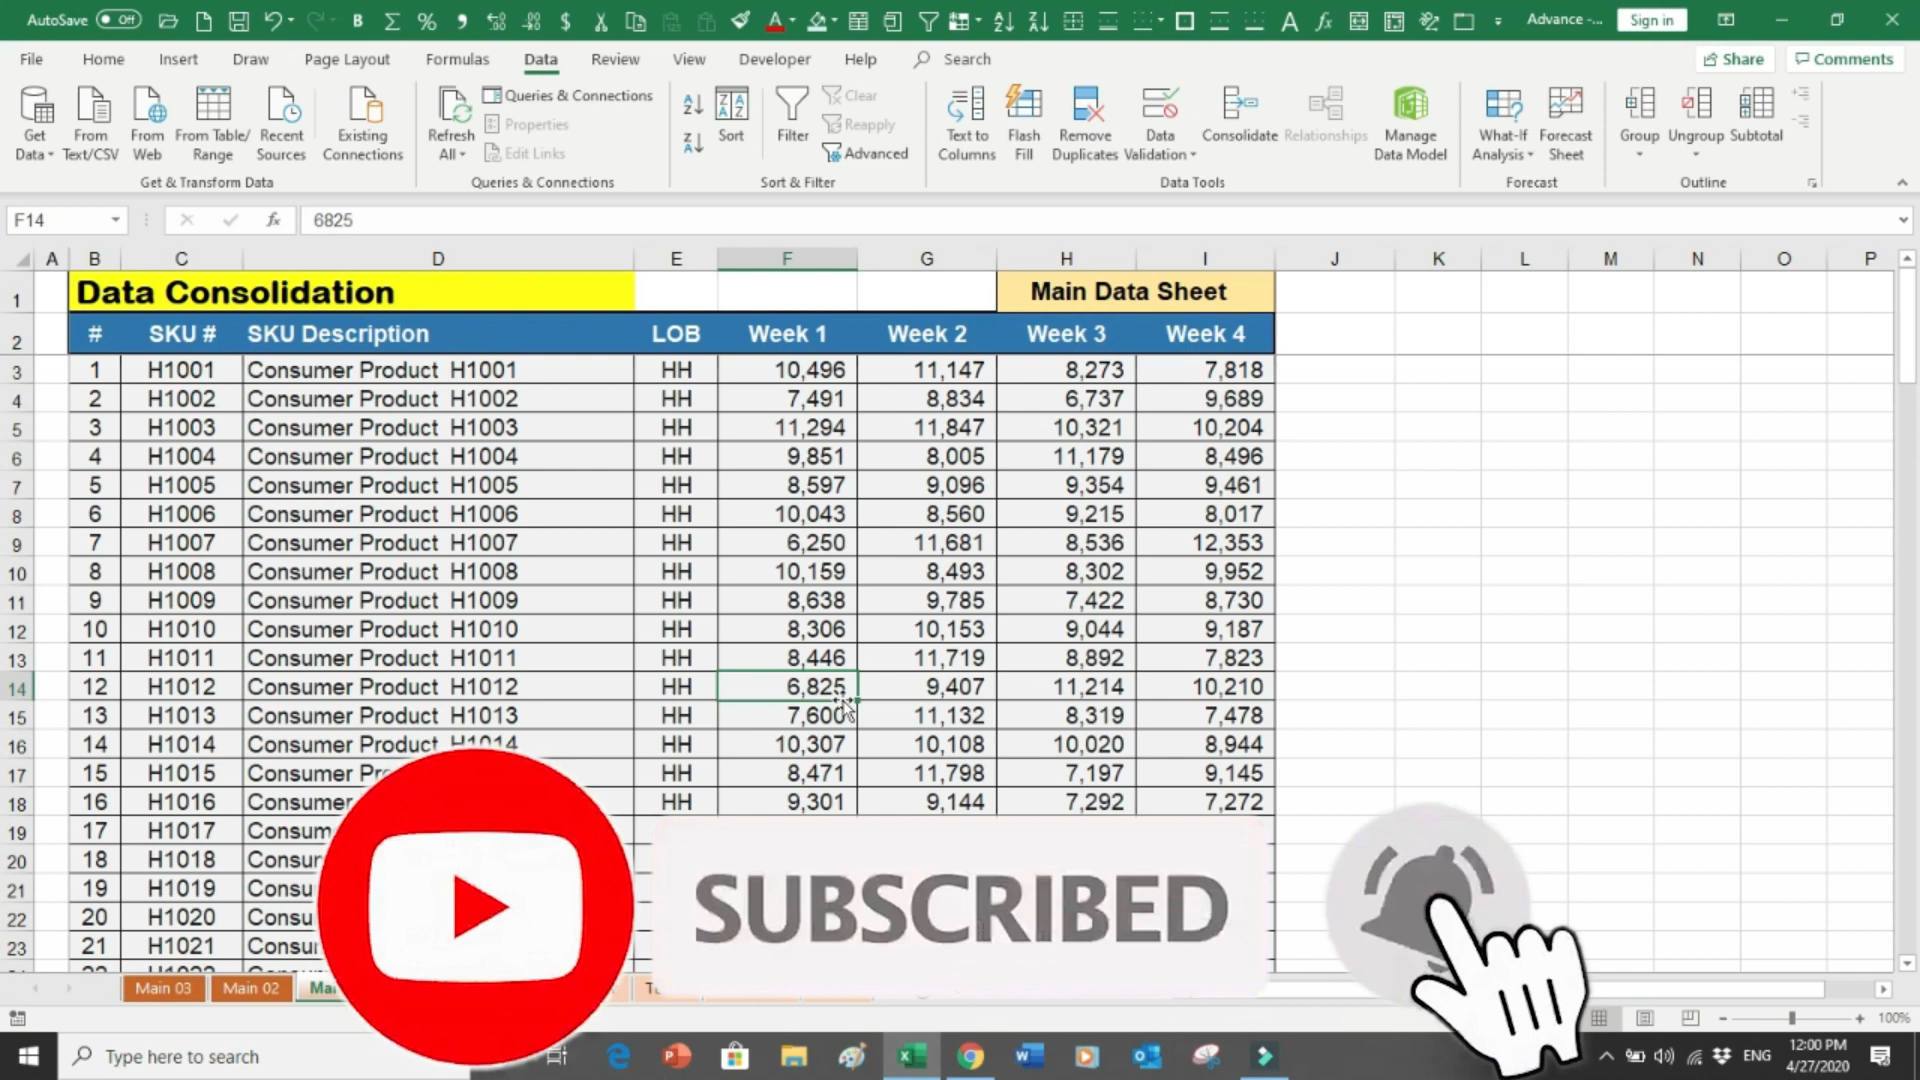 AutoSave Off Advance -... Sign in
File Home Insert Draw Page Layout Formulas Data Review View Developer Help Search Share Comments
Get Data From Text/CSV From Web From Table/ Range Recent Sources Existing Connections
Refresh All Queries & Connections Properties Edit Links
Sort Filter Clear Reapply Advanced
Text to Columns Flash Fill Remove Duplicates Data Validation Consolidate Relationships Manage Data Model
What-If Analysis Forecast Sheet Group Ungroup Subtotal
Get & Transform Data Queries & Connections Sort & Filter Data Tools Forecast Outline
F14 fx 6825
A B C D E F G H I J K L M N O P
1 Data Consolidation Main Data Sheet
2 # SKU # SKU Description LOB Week 1 Week 2 Week 3 Week 4
3 1 H1001 Consumer Product H1001 HH 10,496 11,147 8,273 7,818
4 2 H1002 Consumer Product H1002 HH 7,491 8,834 6,737 9,689
5 3 H1003 Consumer Product H1003 HH 11,294 11,847 10,321 10,204
6 4 H1004 Consumer Product H1004 HH 9,851 8,005 11,179 8,496
7 5 H1005 Consumer Product H1005 HH 8,597 9,096 9,354 9,461
8 6 H1006 Consumer Product H1006 HH 10,043 8,560 9,215 8,017
9 7 H1007 Consumer Product H1007 HH 6,250 11,681 8,536 12,353
10 8 H1008 Consumer Product H1008 HH 10,159 8,493 8,302 9,952
11 9 H1009 Consumer Product H1009 HH 8,638 9,785 7,422 8,730
12 10 H1010 Consumer Product H1010 HH 8,306 10,153 9,044 9,187
13 11 H1011 Consumer Product H1011 HH 8,446 11,719 8,892 7,823
14 12 H1012 Consumer Product H1012 HH 6,825 9,407 11,214 10,210
15 13 H1013 Consumer Product H1013 HH 7,600 11,132 8,319 7,478
16 14 H1014 Consumer Product H1014 HH 10,307 10,108 10,020 8,944
17 15 H1015 Consumer Pr HH 8,471 11,798 7,197 9,145
18 16 H1016 Consumer HH 9,301 9,144 7,292 7,272
19 17 H1017 Consum
20 18 H1018 Consu
21 19 H1019 Consu
22 20 H1020 Consu
23 21 H1021 Consu
SUBSCRIBED
Main 03 Main 02 Mai
100%
Type here to search ENG 12:00 PM
4/27/2020